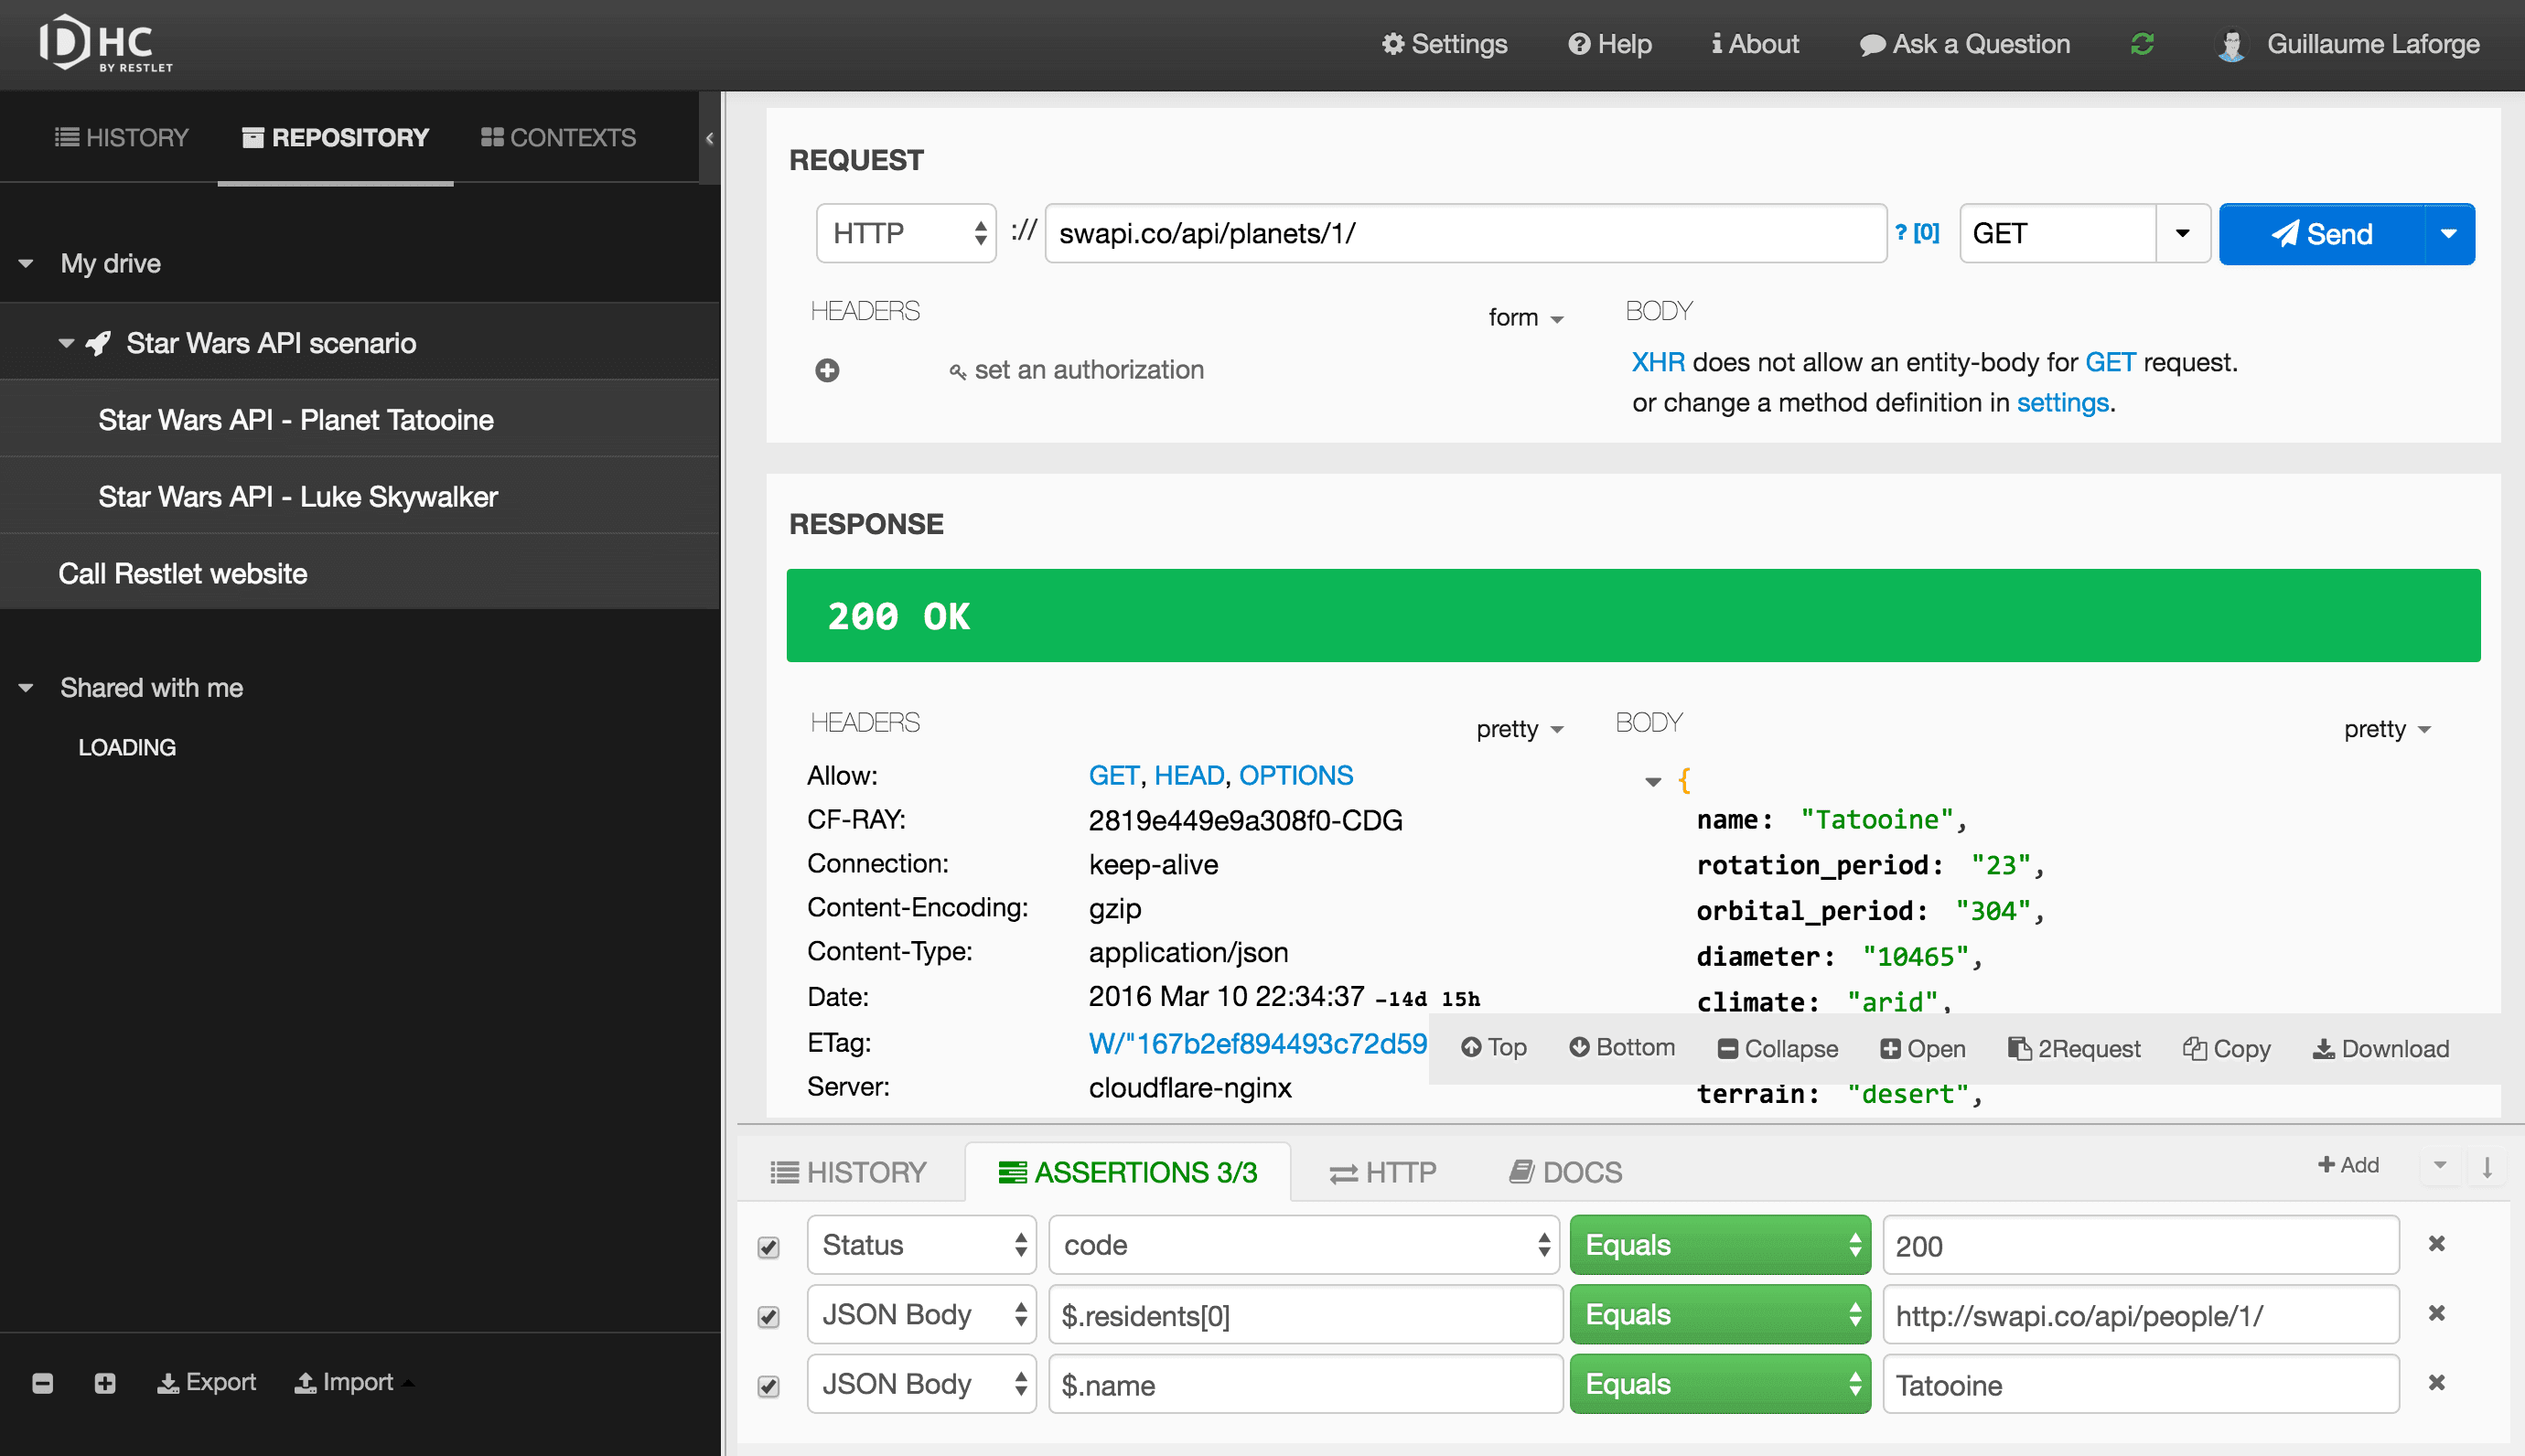 DHC BY RESTLET
Settings Help About Ask a Question Guillaume Laforge
HISTORY REPOSITORY CONTEXTS
My drive
Star Wars API scenario
Star Wars API - Planet Tatooine
Star Wars API - Luke Skywalker
Call Restlet website
Shared with me
LOADING
Export Import
REQUEST
HTTP :// swapi.co/api/planets/1/ ? [0] GET Send
HEADERS form
set an authorization
BODY
XHR does not allow an entity-body for GET request.
or change a method definition in settings.
RESPONSE
200 OK
HEADERS pretty
Allow: GET, HEAD, OPTIONS
CF-RAY: 2819e449e9a308f0-CDG
Connection: keep-alive
Content-Encoding: gzip
Content-Type: application/json
Date: 2016 Mar 10 22:34:37 -14d 15h
ETag: W/"167b2ef894493c72d59
Server: cloudflare-nginx
BODY pretty
{
name: "Tatooine",
rotation_period: "23",
orbital_period: "304",
diameter: "10465",
climate: "arid",
Top Bottom Collapse Open 2Request Copy Download
terrain: "desert",
HISTORY ASSERTIONS 3/3 HTTP DOCS Add
Status code Equals 200
JSON Body $.residents[0] Equals http://swapi.co/api/people/1/
JSON Body $.name Equals Tatooine